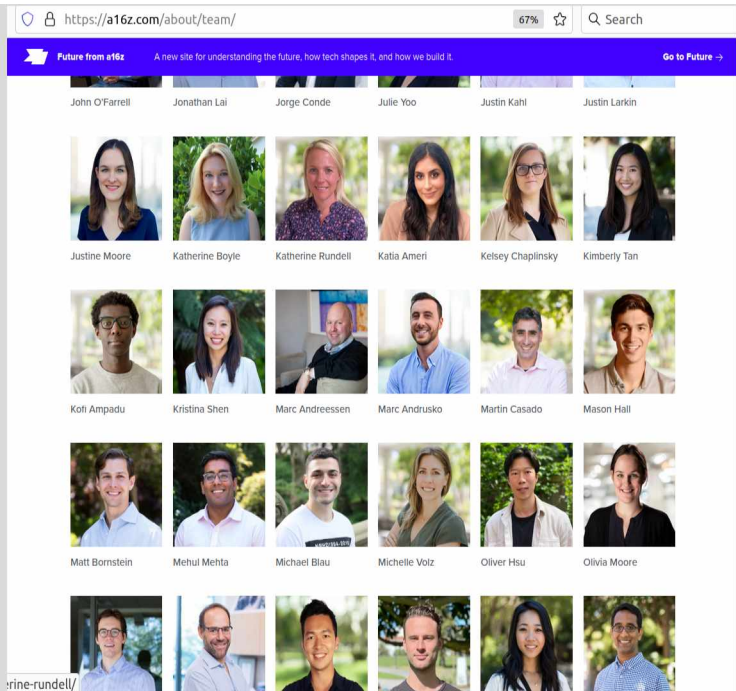 https://a16z.com/about/team/
67%
Search
Future from a16z
A new site for understanding the future, how tech shapes it, and how we build it.
Go to Future →
John O'Farrell
Jonathan Lai
Jorge Conde
Julie Yoo
Justin Kahl
Justin Larkin
Justine Moore
Katherine Boyle
Katherine Rundell
Katia Ameri
Kelsey Chaplinsky
Kimberly Tan
Kofi Ampadu
Kristina Shen
Marc Andreessen
Marc Andrusko
Martin Casado
Mason Hall
Matt Bornstein
Mehul Mehta
Michael Blau
Michelle Volz
Oliver Hsu
Olivia Moore
erine-rundell/